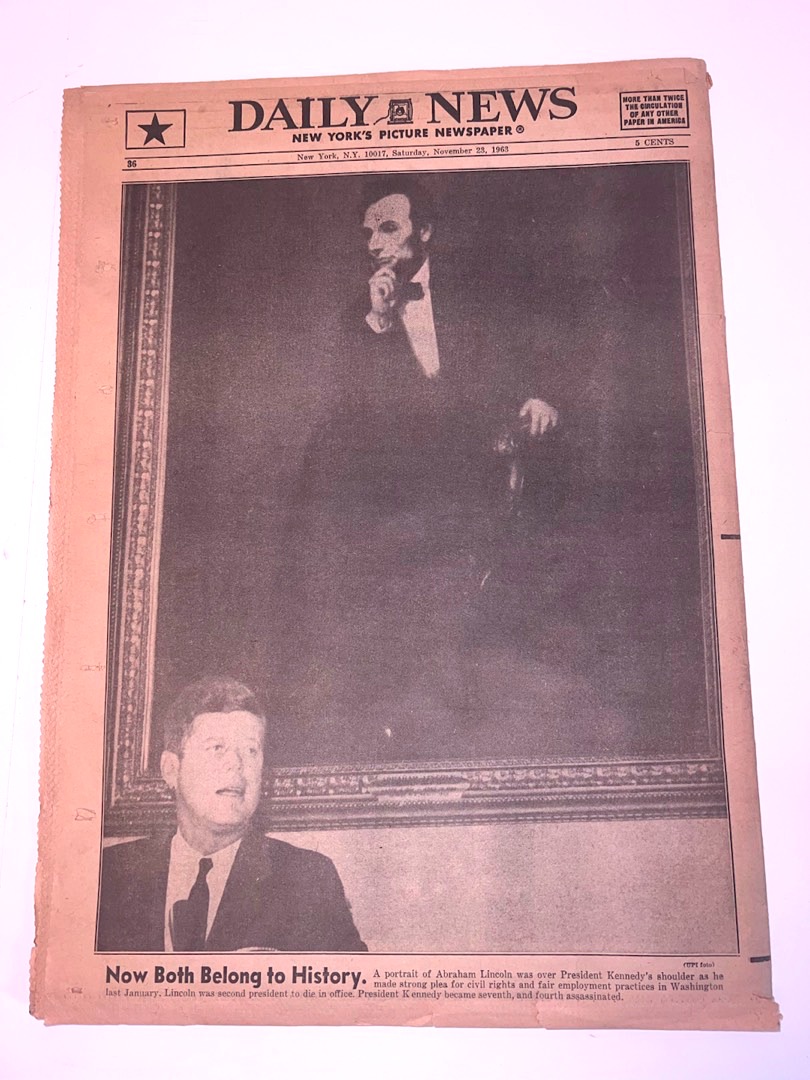 DAILY NEWS
NEW YORK'S PICTURE NEWSPAPER ®
MORE THAN TWICE
THE CIRCULATION
OF ANY OTHER
PAPER IN AMERICA
5 CENTS
36
New York, N.Y. 10017, Saturday, November 23, 1963
(UPI foto)
Now Both Belong to History. A portrait of Abraham Lincoln was over President Kennedy's shoulder as he
made strong plea for civil rights and fair employment practices in Washington
last January. Lincoln was second president to die in office. President Kennedy became seventh, and fourth assassinated.